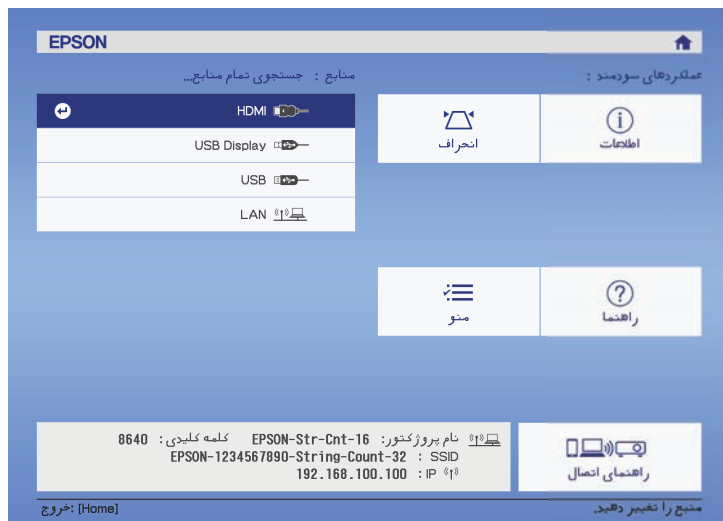 EPSON
عملکردهای سودمند :
منابع : جستجوی تمام منابع...
HDMI
USB Display
USB
LAN
اطلاعات
انحراف
راهنما
منو
نام پروژکتور: EPSON-Str-Cnt-16 کلمه کلیدی: 8640
SSID : EPSON-1234567890-String-Count-32
IP : 192.168.100.100
راهنمای اتصال
منبع را تغییر دهید.
[Home] :خروج